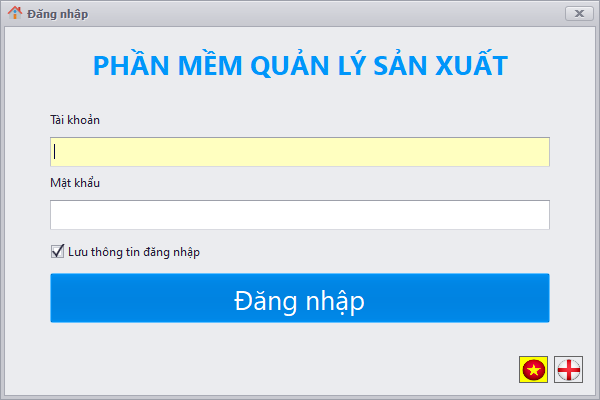 Đăng nhập
PHẦN MỀM QUẢN LÝ SẢN XUẤT
Tài khoản
Mật khẩu
Lưu thông tin đăng nhập
Đăng nhập